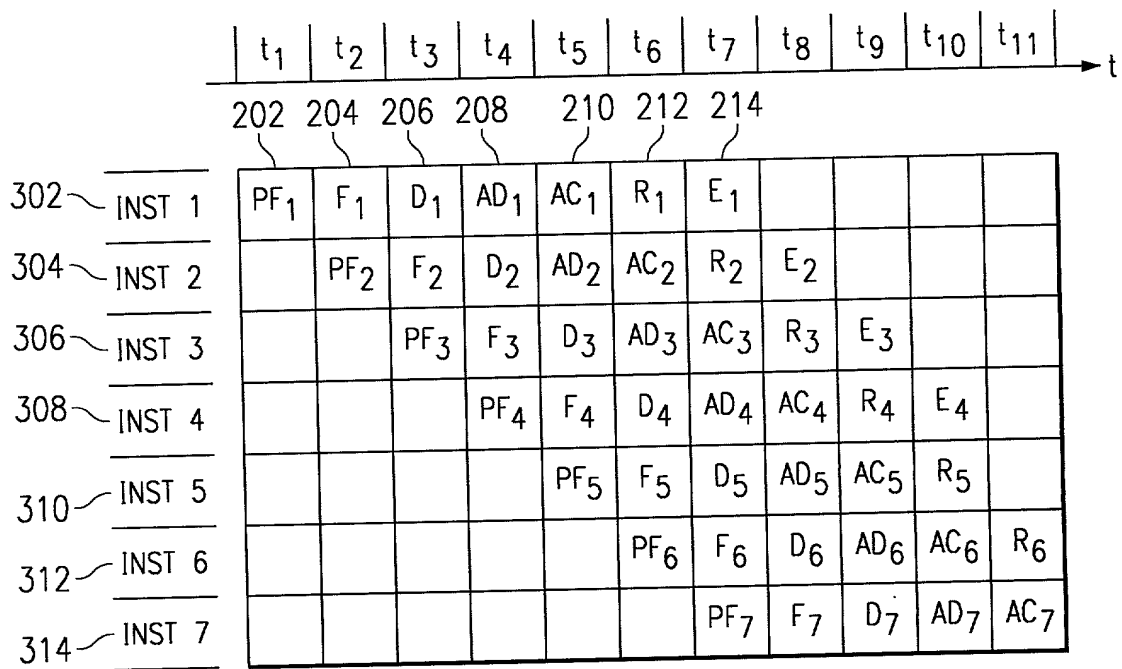 t1 t2 t3 t4 t5 t6 t7 t8 t9 t10 t11 t
202 204 206 208 210 212 214
302 INST 1 PF1 F1 D1 AD1 AC1 R1 E1
304 INST 2 PF2 F2 D2 AD2 AC2 R2 E2
306 INST 3 PF3 F3 D3 AD3 AC3 R3 E3
308 INST 4 PF4 F4 D4 AD4 AC4 R4 E4
310 INST 5 PF5 F5 D5 AD5 AC5 R5
312 INST 6 PF6 F6 D6 AD6 AC6 R6
314 INST 7 PF7 F7 D7 AD7 AC7